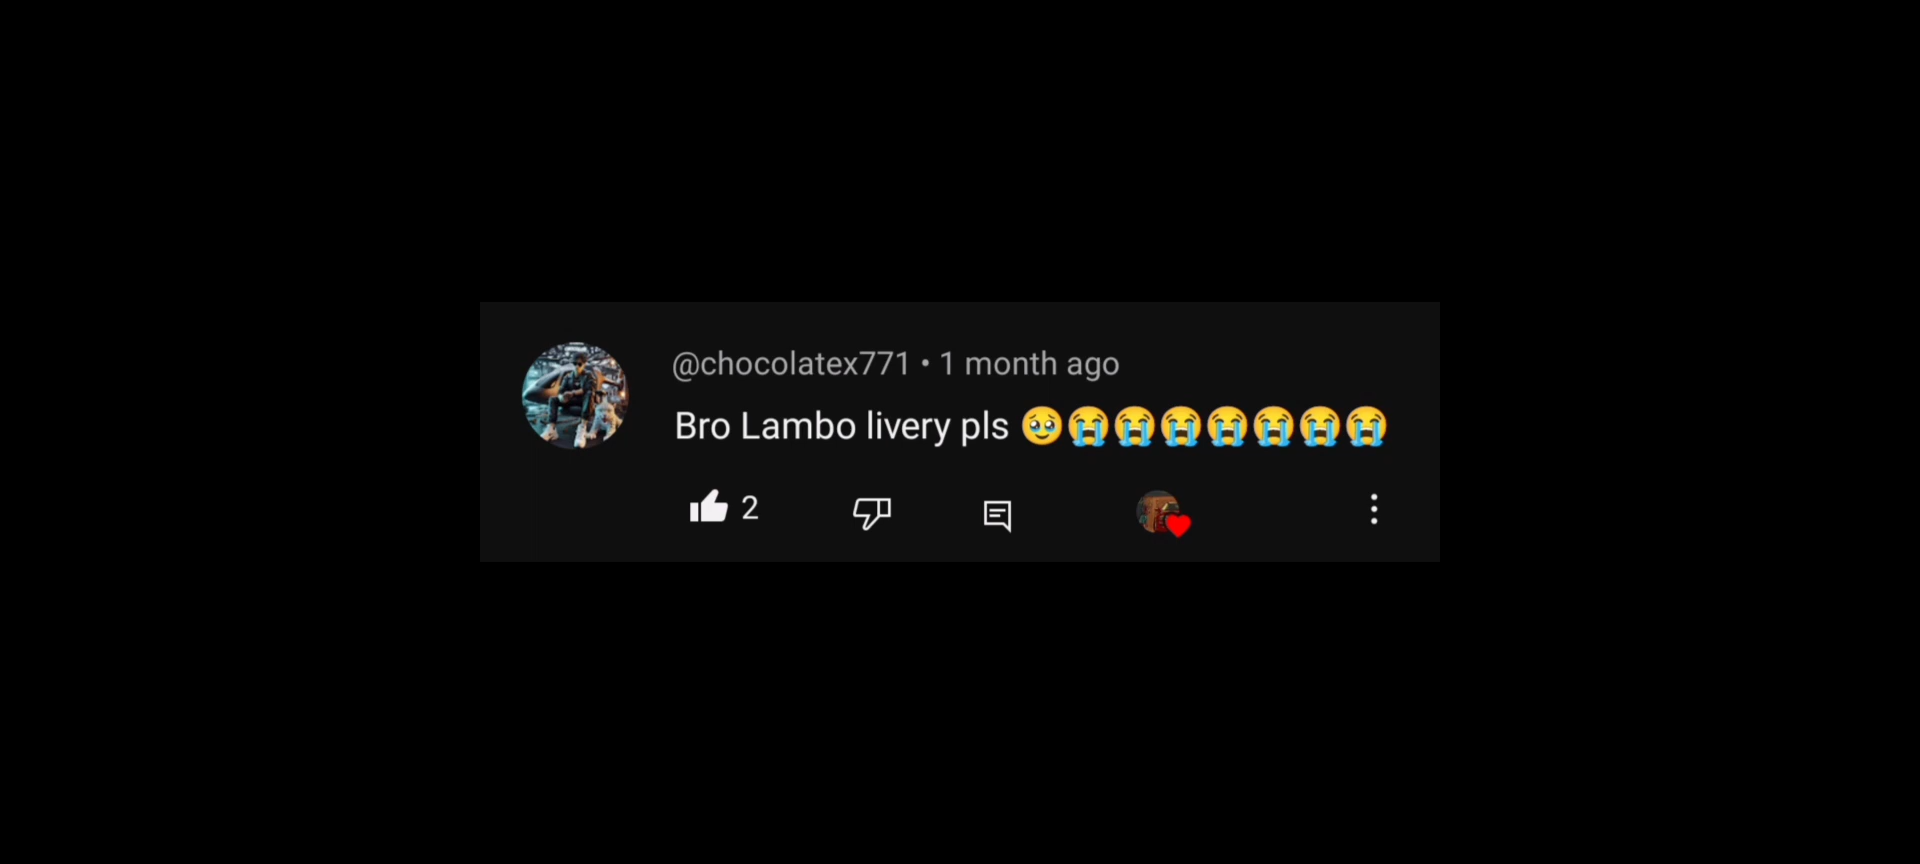 @chocolatex771 • 1 month ago
Bro Lambo livery pls 🥹😭😭😭😭😭😭😭
2